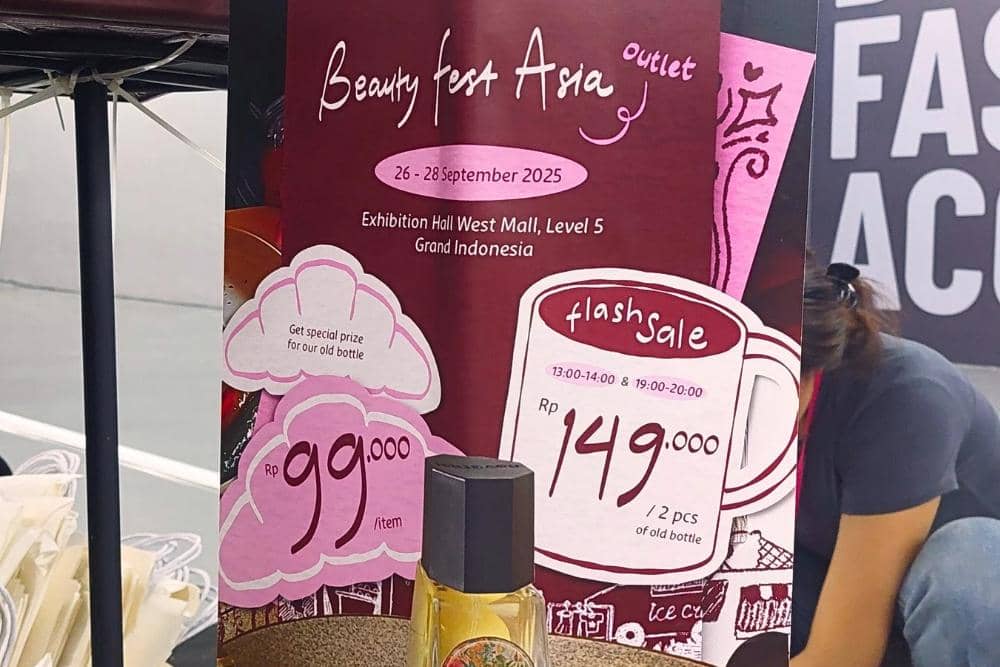 Beauty fest Asia
outlet
26 - 28 September 2025
Exhibition Hall West Mall, Level 5
Grand Indonesia
Get special prize
for our old bottle
Rp 99.000
/item
flash sale
13:00-14:00 & 19:00-20:00
Rp 149.000
/ 2 pcs
of old bottle
FAS
ACC